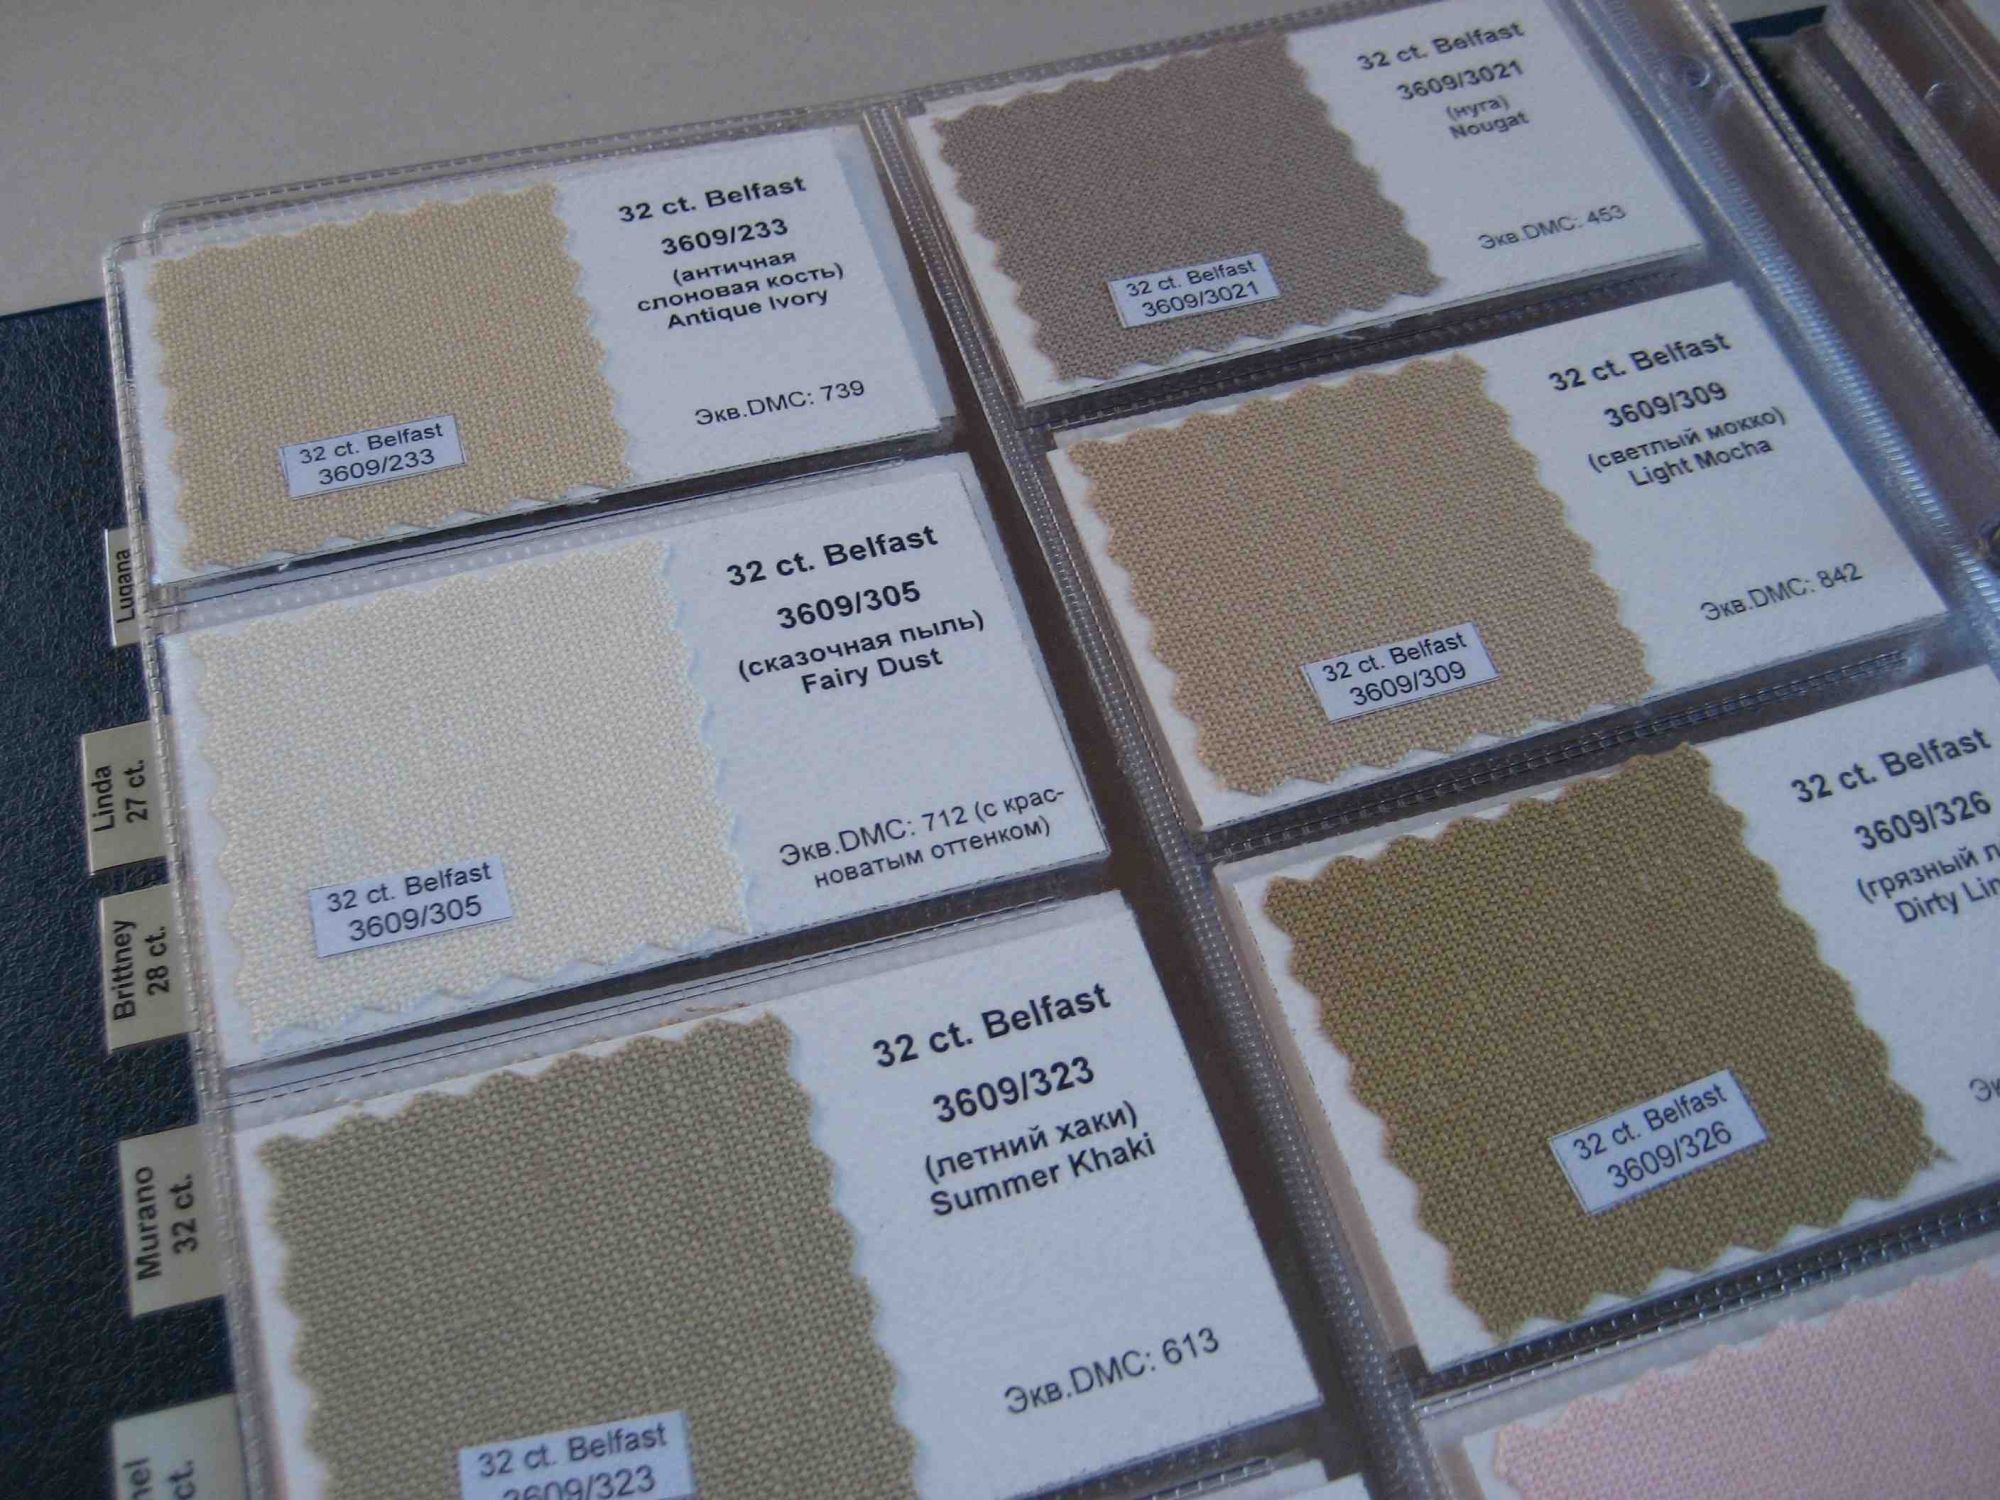 32 ct. Belfast
3609/233
(античная
слоновая кость)
Antique Ivory
Экв.DMC: 739
32 ct. Belfast
3609/233
32 ct. Belfast
3609/3021
(нуга)
Nougat
Экв.DMC: 453
32 ct. Belfast
3609/3021
32 ct. Belfast
3609/305
(сказочная пыль)
Fairy Dust
Экв.DMC: 712 (с крас-
новатым оттенком)
32 ct. Belfast
3609/305
32 ct. Belfast
3609/309
(светлый мокко)
Light Mocha
Экв.DMC: 842
32 ct. Belfast
3609/309
32 ct. Belfast
3609/323
(летний хаки)
Summer Khaki
Экв.DMC: 613
32 ct. Belfast
3609/323
32 ct. Belfast
3609/326
(грязный
Dirty
32 ct. Belfast
3609/326
Lugana
Linda
27 ct.
Brittney
28 ct.
Murano
32 ct.
ct.